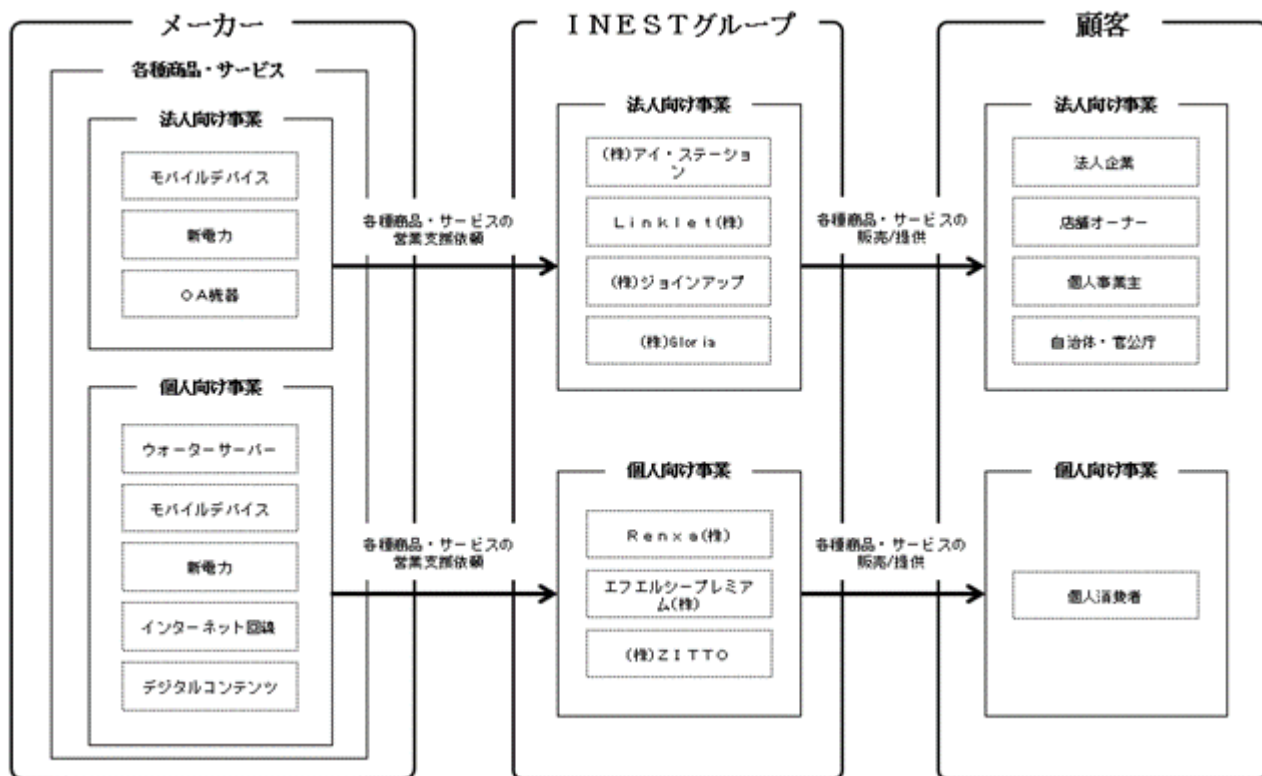 メーカー
各種商品・サービス
法人向け事業
モバイルデバイス
新電力
ＯＡ機器
個人向け事業
ウォーターサーバー
モバイルデバイス
新電力
インターネット回線
デジタルコンテンツ
各種商品・サービスの
営業支援依頼
各種商品・サービスの
営業支援依頼
ＩＮＥＳＴグループ
法人向け事業
(株)アイ・ステーショ
ン
Ｌｉｎｋｌｅｔ(株)
(株)ジョインアップ
(株)Gloria
個人向け事業
Ｒｅｎｘａ(株)
エフエルシープレミア
ム(株)
(株)ＺＩＴＴＯ
各種商品・サービスの
販売/提供
各種商品・サービスの
販売/提供
顧客
法人向け事業
法人企業
店舗オーナー
個人事業主
自治体・官公庁
個人向け事業
個人消費者